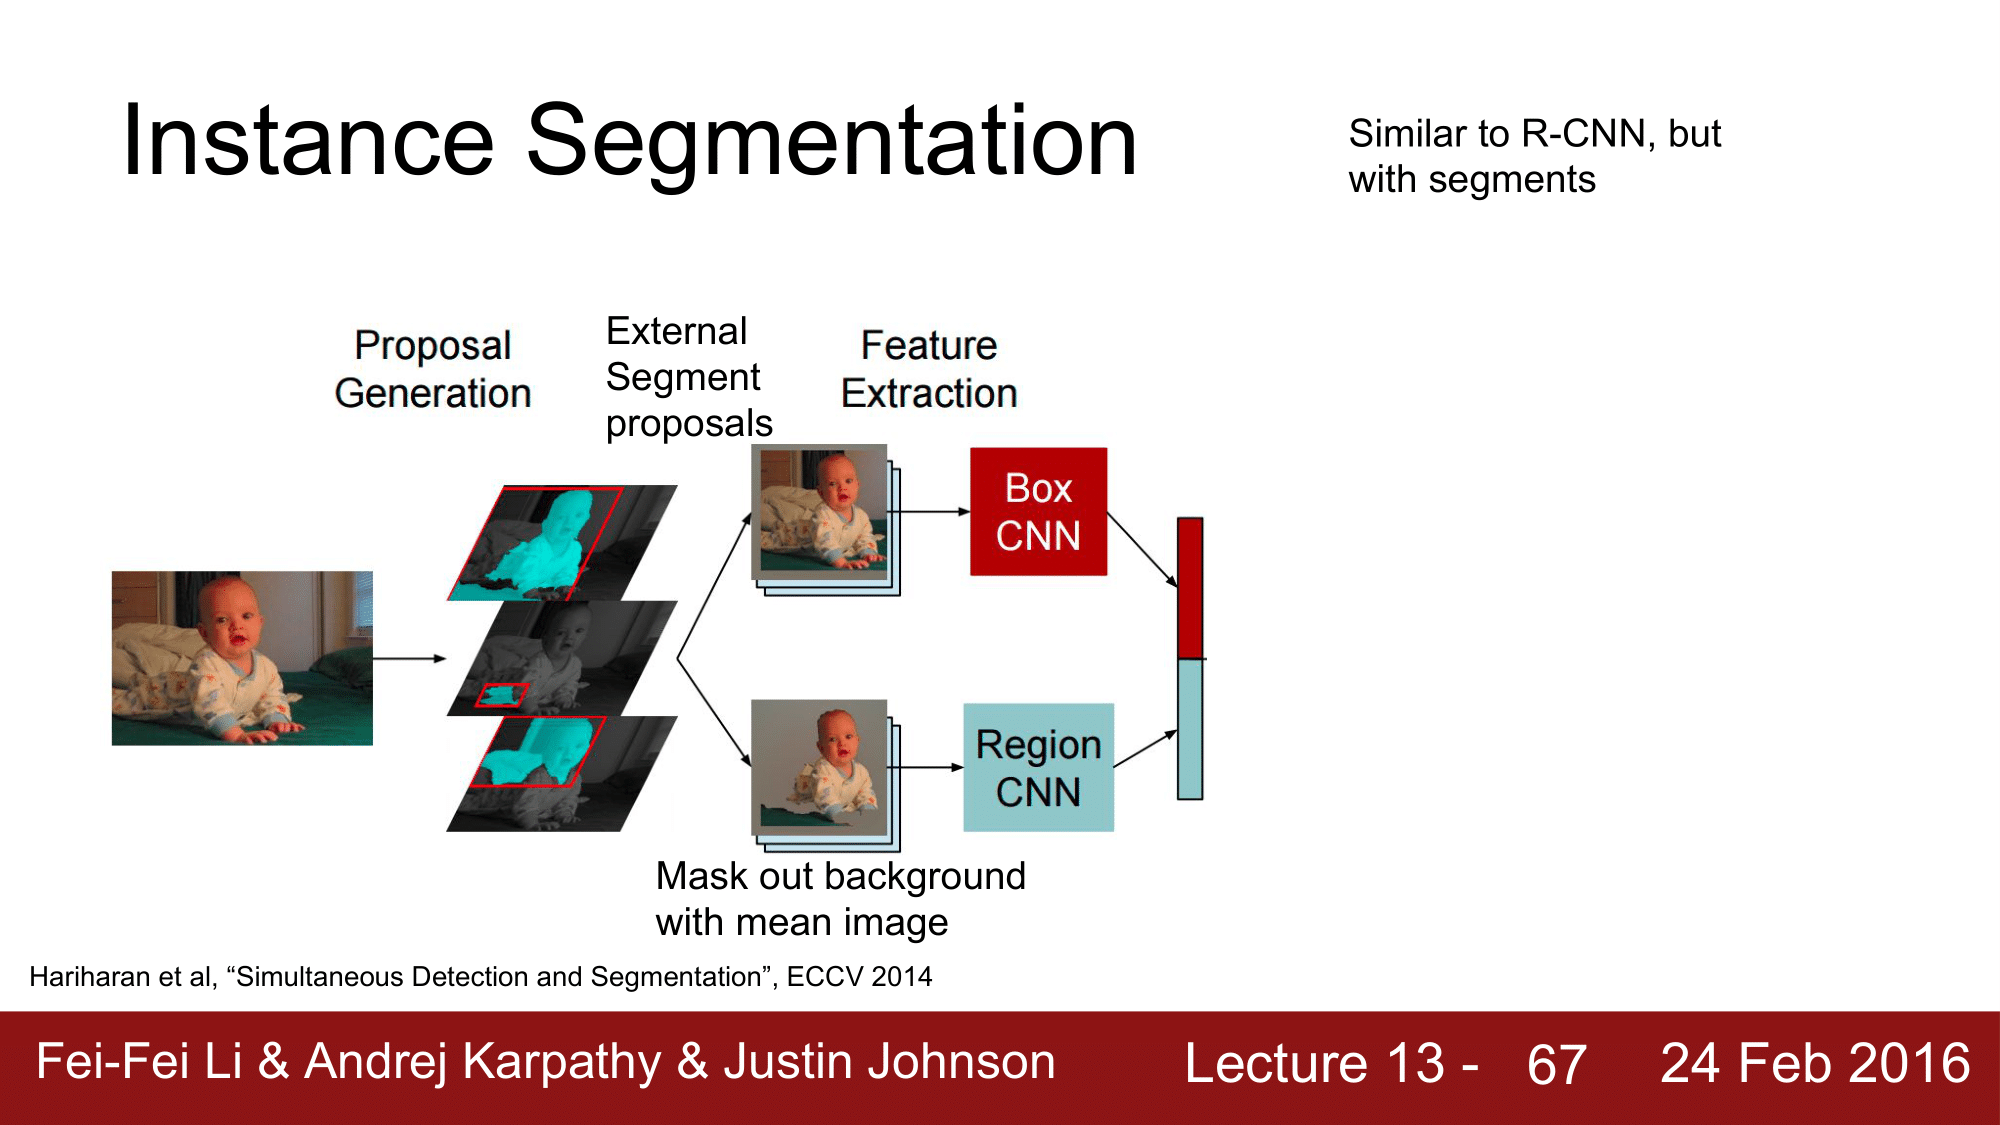 Instance Segmentation
Similar to R-CNN, but
with segments
Proposal
Generation
External
Segment
proposals
Feature
Extraction
Box
CNN
Region
CNN
Mask out background
with mean image
Hariharan et al, “Simultaneous Detection and Segmentation”, ECCV 2014
Fei-Fei Li & Andrej Karpathy & Justin Johnson
Lecture 13 - 67
24 Feb 2016